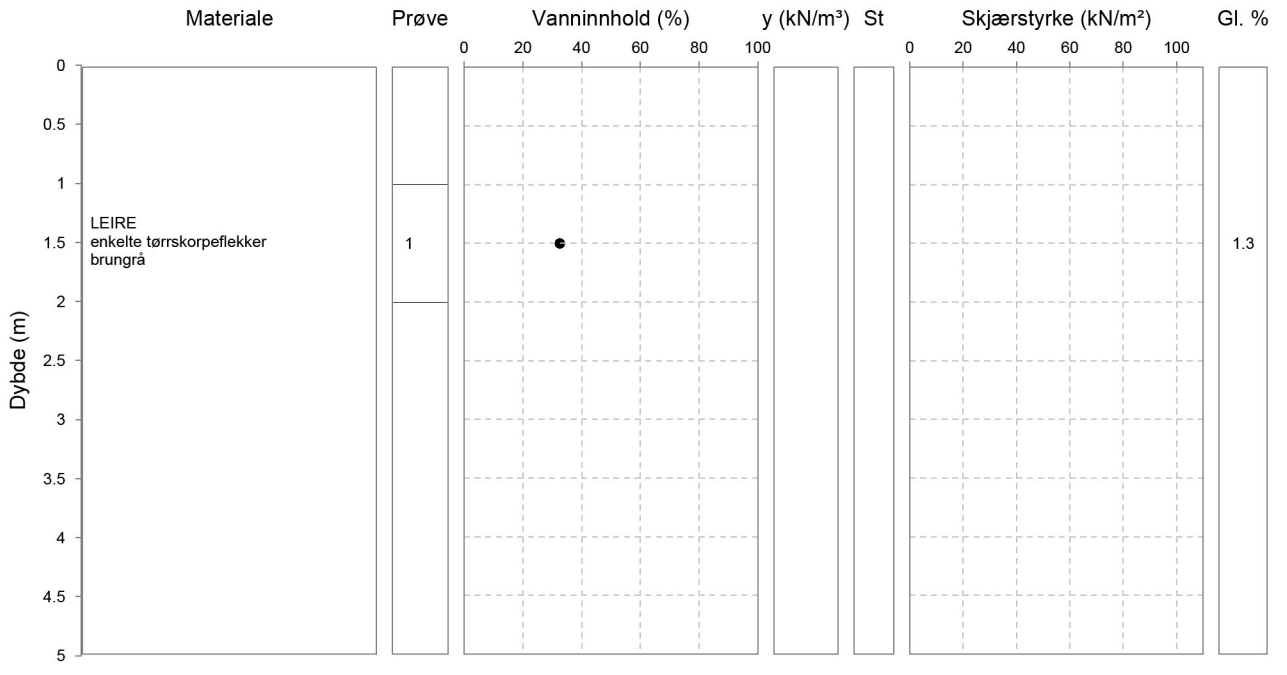 Materiale Prøve Vanninnhold (%) y (kN/m³) St Skjærstyrke (kN/m²) Gl. %
0 20 40 60 80 100 0 20 40 60 80 100
0
0.5
1
LEIRE
1.5 enkelte tørrskorpeflekker 1 1.3
brungrå
2
2.5
Dybde (m)
3
3.5
4
4.5
5